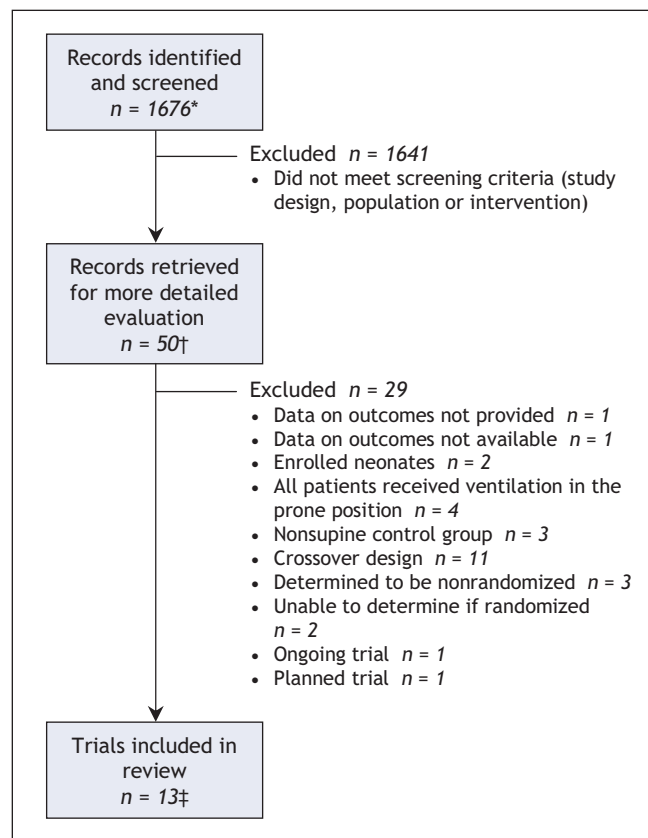 Records identified
and screened
n = 1676*
Excluded n = 1641
• Did not meet screening criteria (study
design, population or intervention)
Records retrieved
for more detailed
evaluation
n = 50†
Excluded n = 29
• Data on outcomes not provided n = 1
• Data on outcomes not available n = 1
• Enrolled neonates n = 2
• All patients received ventilation in the
prone position n = 4
• Nonsupine control group n = 3
• Crossover design n = 11
• Determined to be nonrandomized n = 3
• Unable to determine if randomized
n = 2
• Ongoing trial n = 1
• Planned trial n = 1
Trials included in
review
n = 13‡